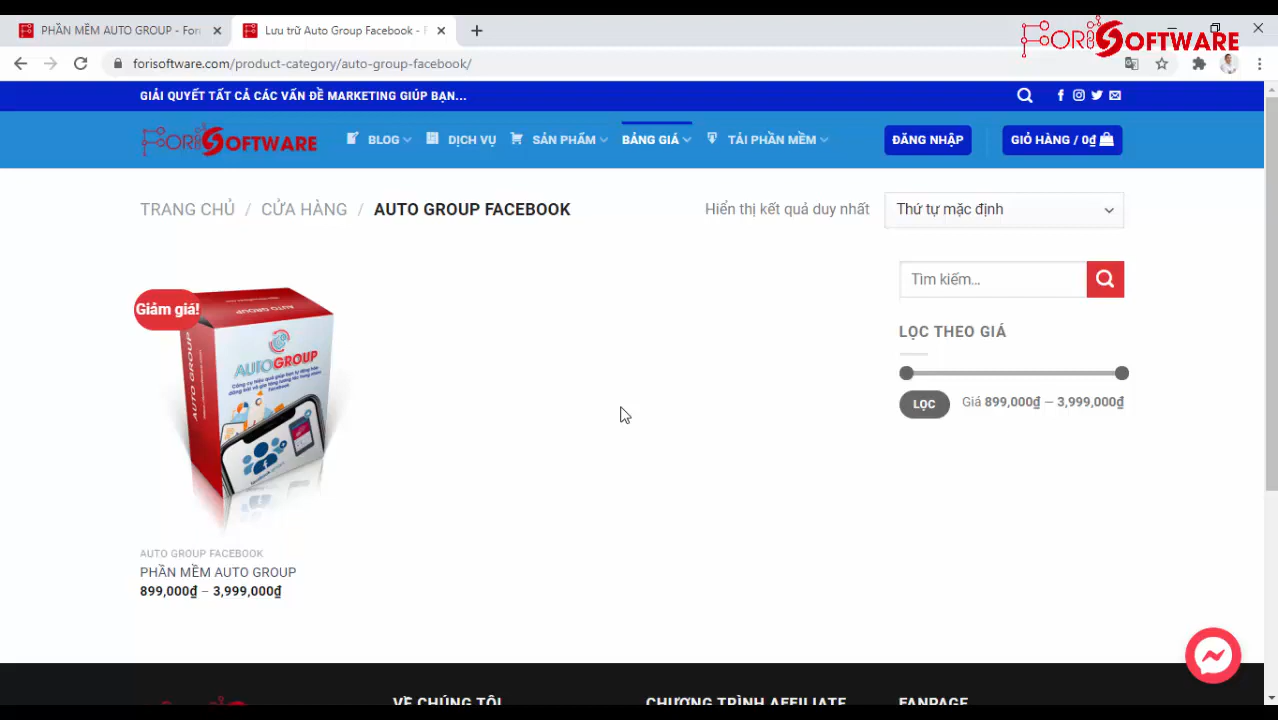 PHẦN MỀM AUTO GROUP - For
Lưu trữ Auto Group Facebook - F
FORISOFTWARE
forisoftware.com/product-category/auto-group-facebook/
GIẢI QUYẾT TẤT CẢ CÁC VẤN ĐỀ MARKETING GIÚP BẠN...
FORISOFTWARE
BLOG
DỊCH VỤ
SẢN PHẨM
BẢNG GIÁ
TẢI PHẦN MỀM
ĐĂNG NHẬP
GIỎ HÀNG / 0₫
TRANG CHỦ / CỬA HÀNG / AUTO GROUP FACEBOOK
Hiển thị kết quả duy nhất
Thứ tự mặc định
Giảm giá!
AUTO GROUP
AUTO GROUP
AUTOGROUP
Tìm kiếm...
LỌC THEO GIÁ
LỌC
Giá 899,000₫ — 3,999,000₫
AUTO GROUP FACEBOOK
PHẦN MỀM AUTO GROUP
899,000₫ – 3,999,000₫
VỀ CHÚNG TÔI
CHƯƠNG TRÌNH AFFILIATE
FANPAGE